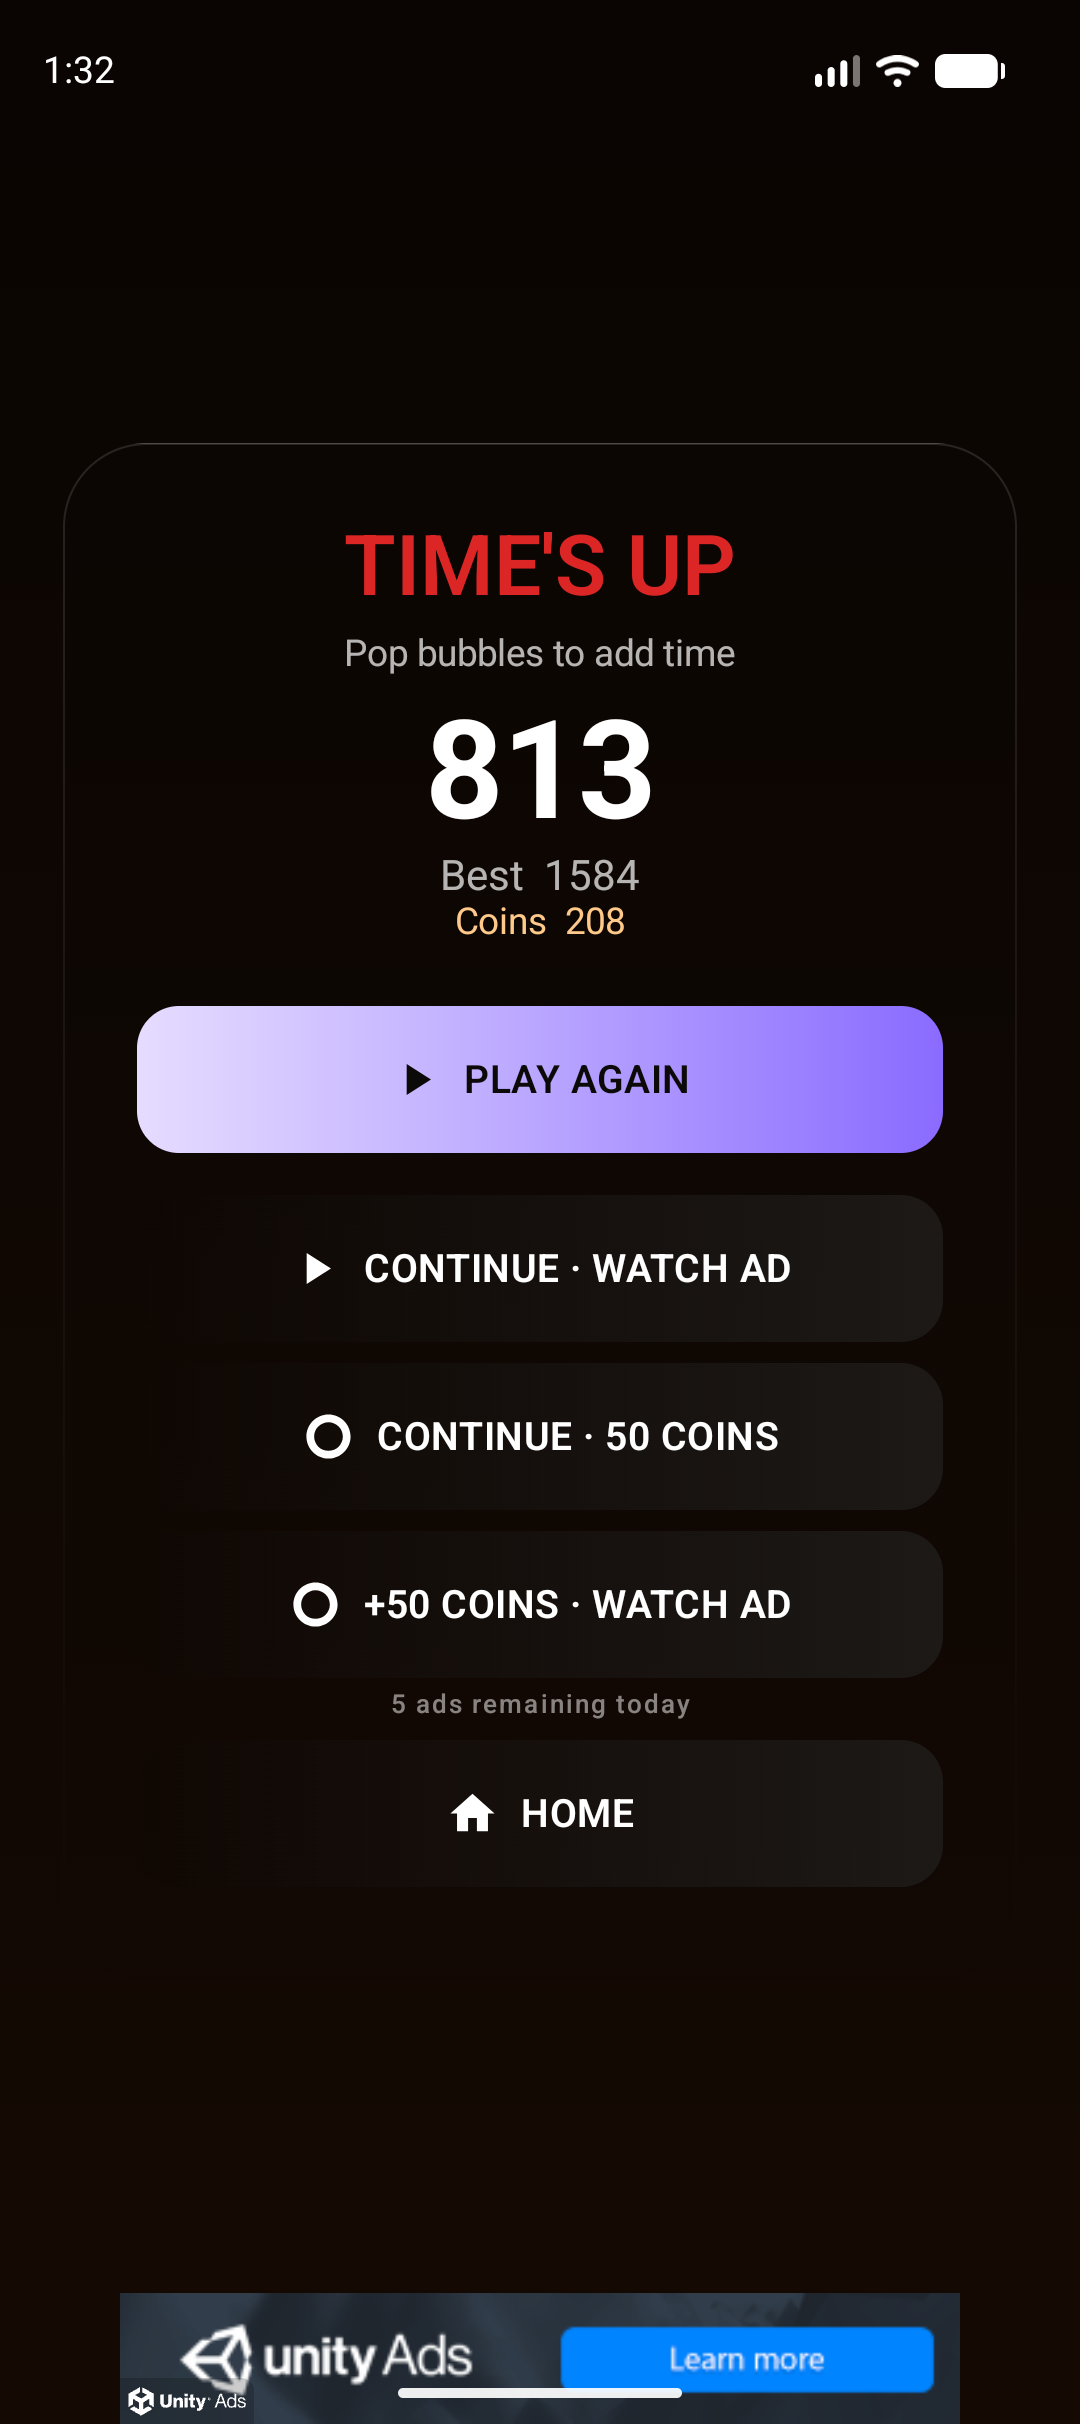 1:32
TIME'S UP
Pop bubbles to add time
813
Best 1584
Coins 208
PLAY AGAIN
CONTINUE · WATCH AD
CONTINUE · 50 COINS
+50 COINS · WATCH AD
5 ads remaining today
HOME
unity Ads
Learn more
Unity Ads